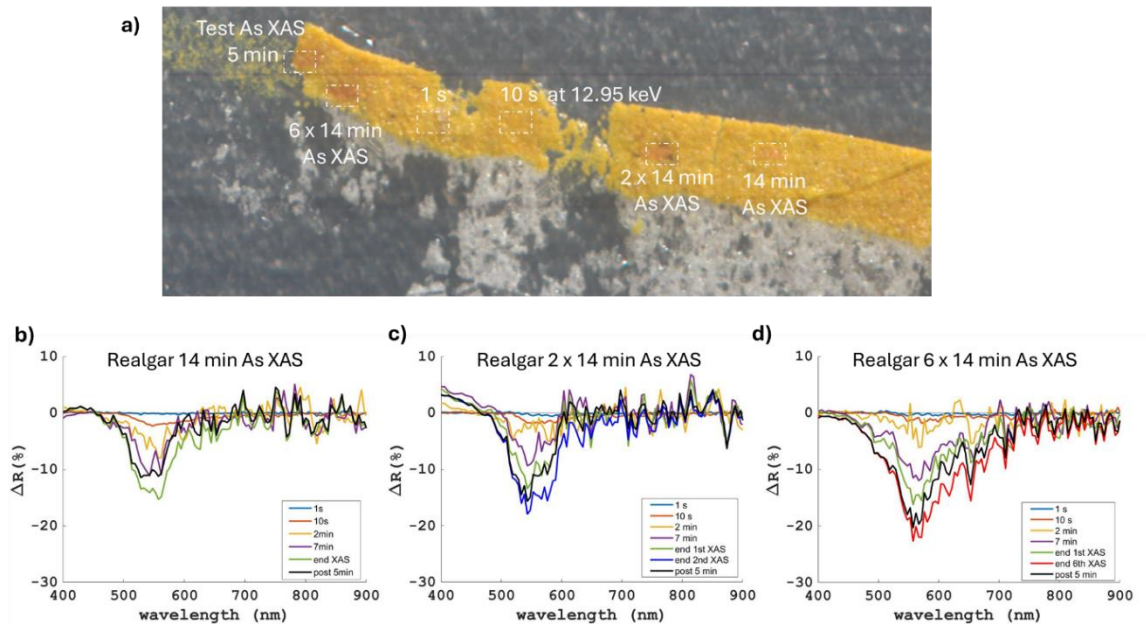 a)
Test As XAS
5 min
6 x 14 min
As XAS
1 s
10 s at 12.95 keV
2 x 14 min
As XAS
14 min
As XAS
b)
Realgar 14 min As XAS
10
0
-10
-20
-30
ΔR(%)
400 500 600 700 800 900
wavelength (nm)
1s
10s
2min
7min
end XAS
post 5min
c)
Realgar 2 x 14 min As XAS
10
0
-10
-20
-30
ΔR(%)
400 500 600 700 800 900
wavelength (nm)
1 s
10 s
2 min
7 min
end 1st XAS
end 2nd XAS
post 5 min
d)
Realgar 6 x 14 min As XAS
10
0
-10
-20
-30
ΔR(%)
400 500 600 700 800 900
wavelength (nm)
1 s
10 s
2 min
7 min
end 1st XAS
end 6th XAS
post 5 min